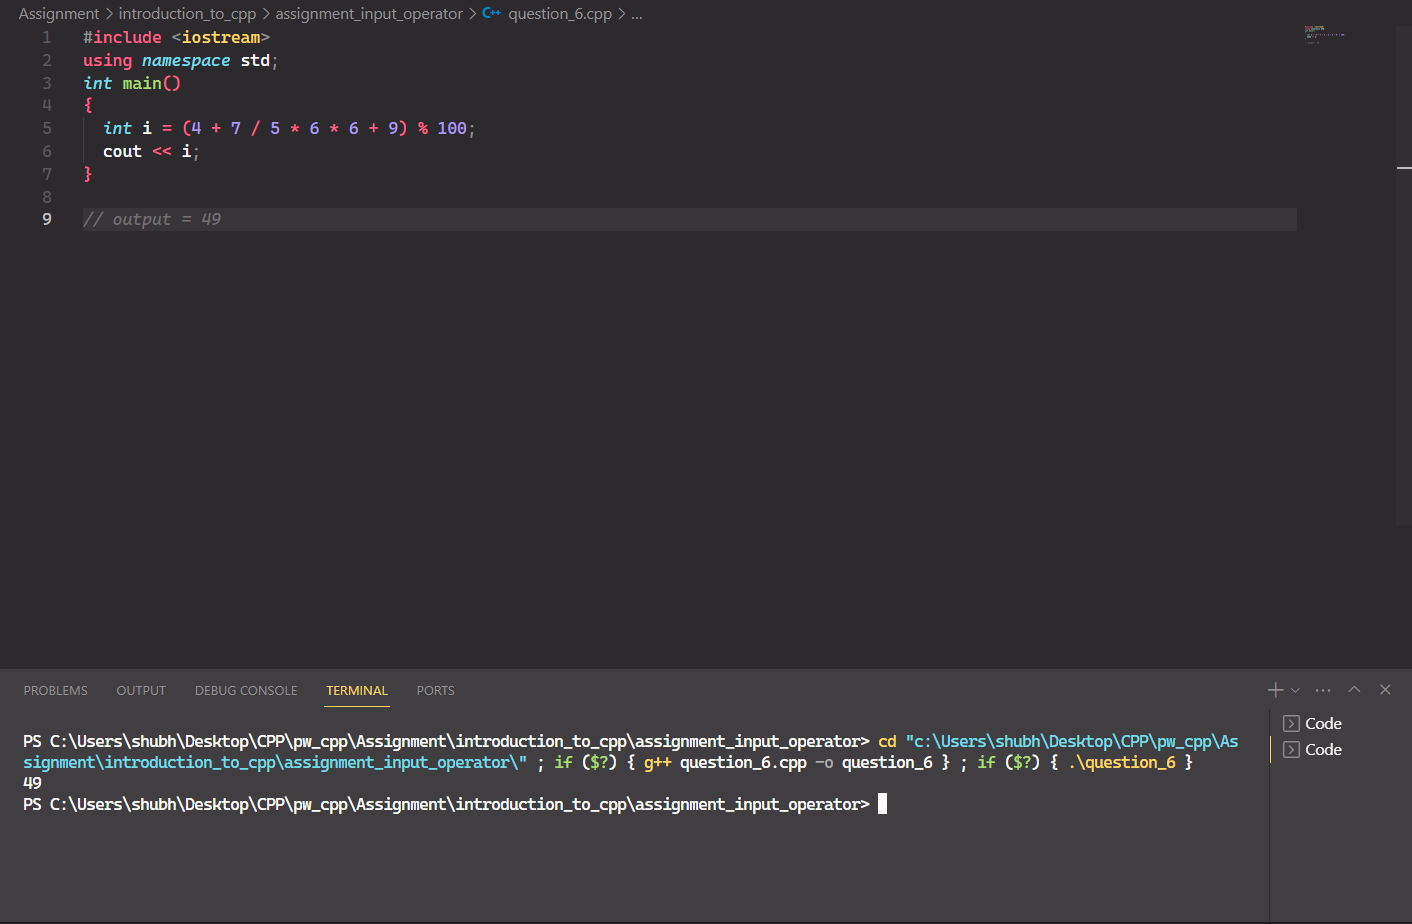 Assignment > introduction_to_cpp > assignment_input_operator > C++ question_6.cpp > ...
1 #include <iostream>
2 using namespace std;
3 int main()
4 {
5 int i = (4 + 7 / 5 * 6 * 6 + 9) % 100;
6 cout << i;
7 }
8
9 // output = 49
PROBLEMS OUTPUT DEBUG CONSOLE TERMINAL PORTS
Code
Code
PS C:\Users\shubh\Desktop\CPP\pw_cpp\Assignment\introduction_to_cpp\assignment_input_operator> cd "c:\Users\shubh\Desktop\CPP\pw_cpp\As
signment\introduction_to_cpp\assignment_input_operator\" ; if ($?) { g++ question_6.cpp -o question_6 } ; if ($?) { .\question_6 }
49
PS C:\Users\shubh\Desktop\CPP\pw_cpp\Assignment\introduction_to_cpp\assignment_input_operator>